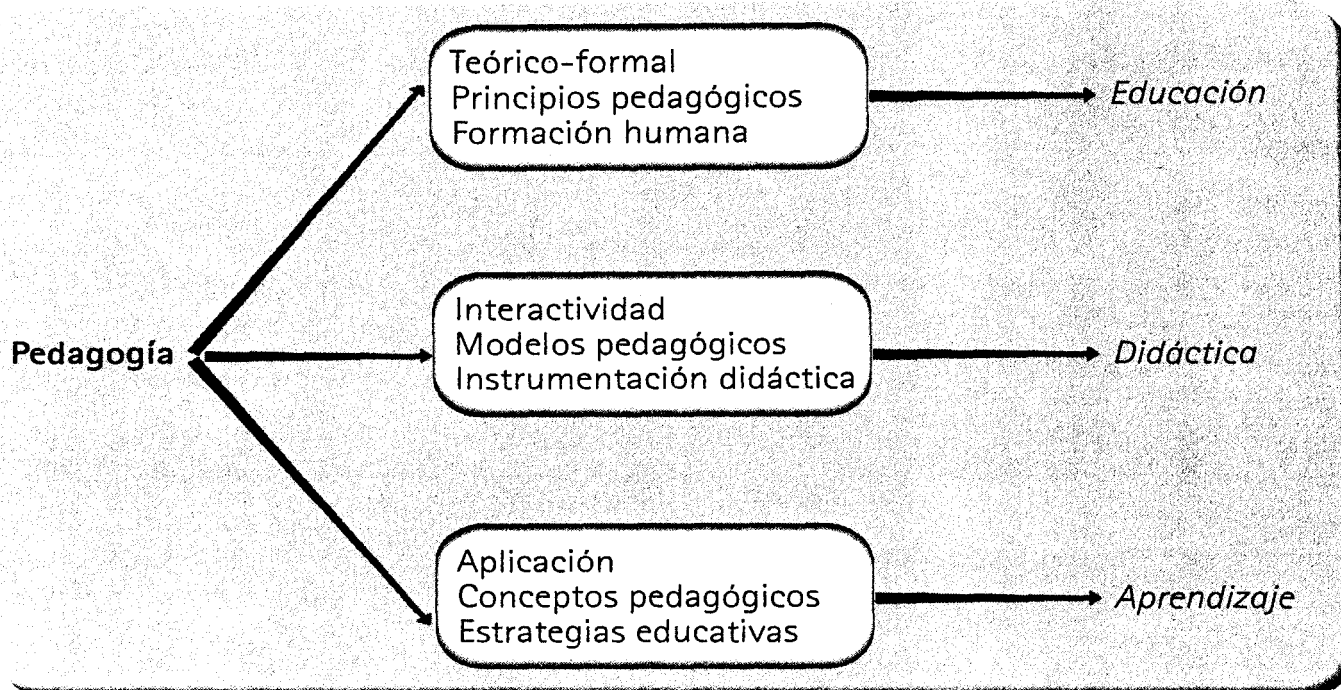 Teórico-formal
Principios pedagógicos
Formación humana
Educación
Pedagogía
Interactividad
Modelos pedagógicos
Instrumentación didáctica
Didáctica
Aplicación
Conceptos pedagógicos
Estrategias educativas
Aprendizaje